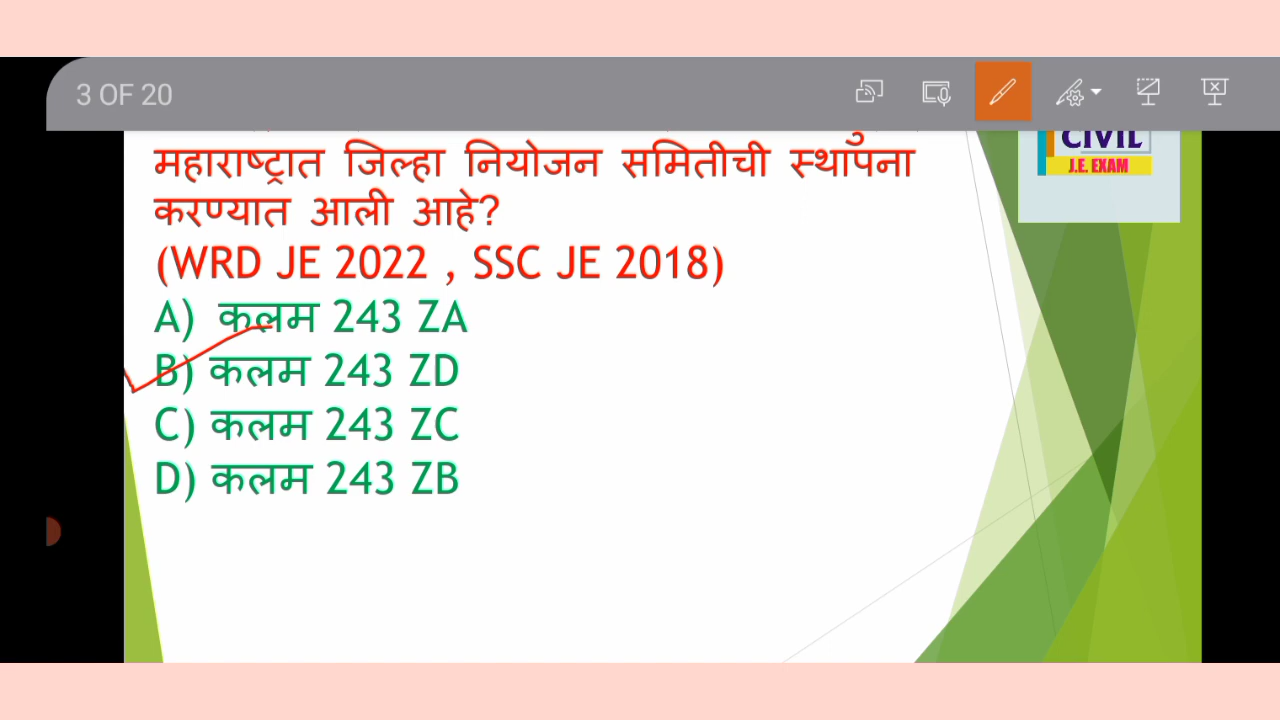 3 OF 20
CIVIL
J.E. EXAM
महाराष्ट्रात जिल्हा नियोजन समितीची स्थापना
करण्यात आली आहे?
(WRD JE 2022 , SSC JE 2018)
A) कलम 243 ZA
B) कलम 243 ZD
C) कलम 243 ZC
D) कलम 243 ZB